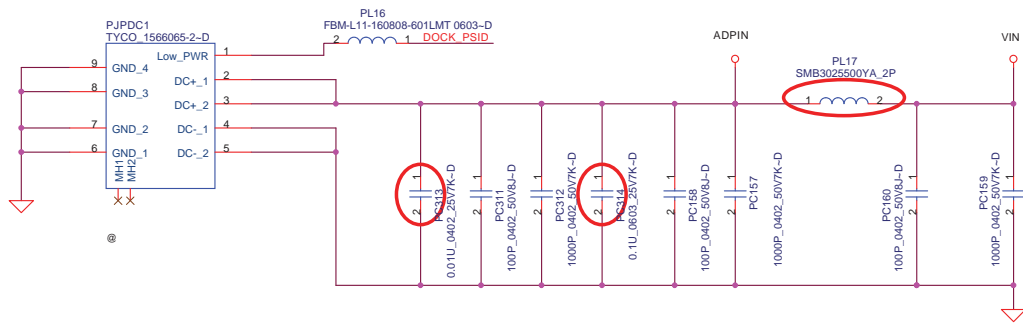 PJPDC1
TYCO_1566065-2~D
PL16
FBM-L11-160808-601LMT 0603~D
2 1 DOCK_PSID
ADPIN
VIN
PL17
SMB3025500YA_2P
1 2
Low_PWR 1
9 GND_4
DC+_1 2
8 GND_3
DC+_2 3
7 GND_2
DC-_1 4
6 GND_1
DC-_2 5
MH1
MH2
@
1
2
PC313
0.01U_0402_25V7K~D
1
2
PC311
100P_0402_50V8J~D
1
2
PC312
1000P_0402_50V7K~D
1
2
PC314
0.1U_0603_25V7K~D
1
2
PC158
100P_0402_50V8J~D
1
2
PC157
1000P_0402_50V7K~D
1
2
PC160
100P_0402_50V8J~D
1
2
PC159
1000P_0402_50V7K~D